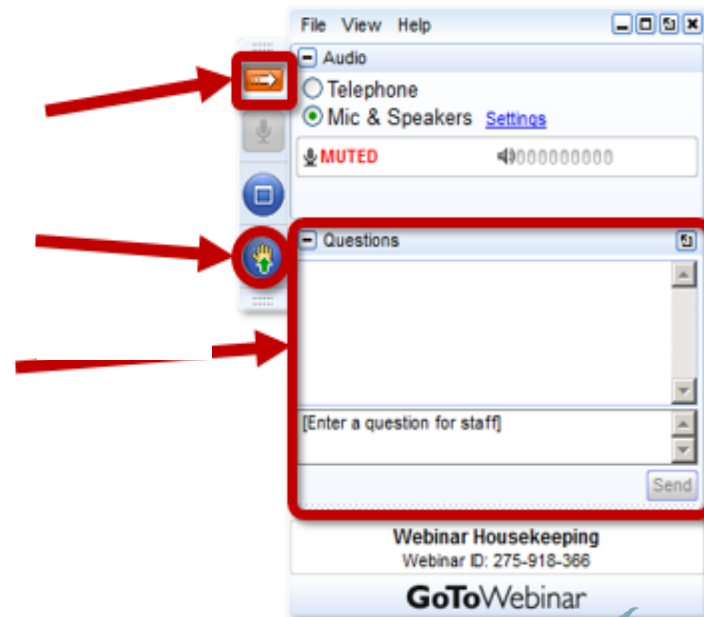 File View Help
Audio
Telephone
Mic & Speakers Settings
MUTED
Questions
[Enter a question for staff]
Send
Webinar Housekeeping
Webinar ID: 275-918-366
GoToWebinar